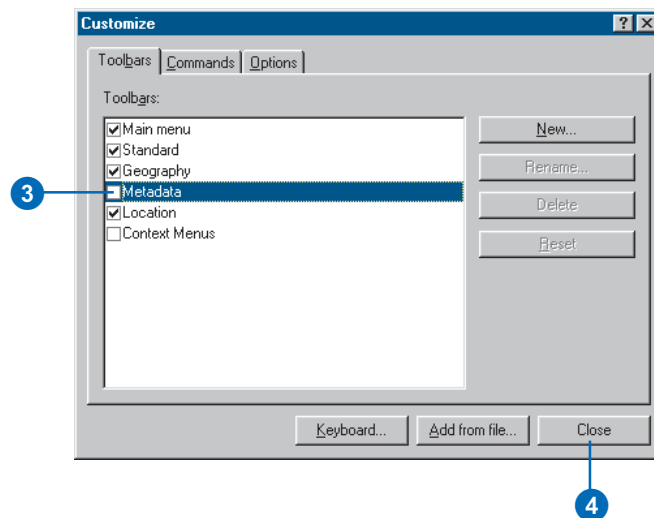 Customize
Toolbars Commands Options
Toolbars:
Main menu
Standard
Geography
Metadata
Location
Context Menus
New...
Rename...
Delete
Reset
Keyboard... Add from file... Close
3
4